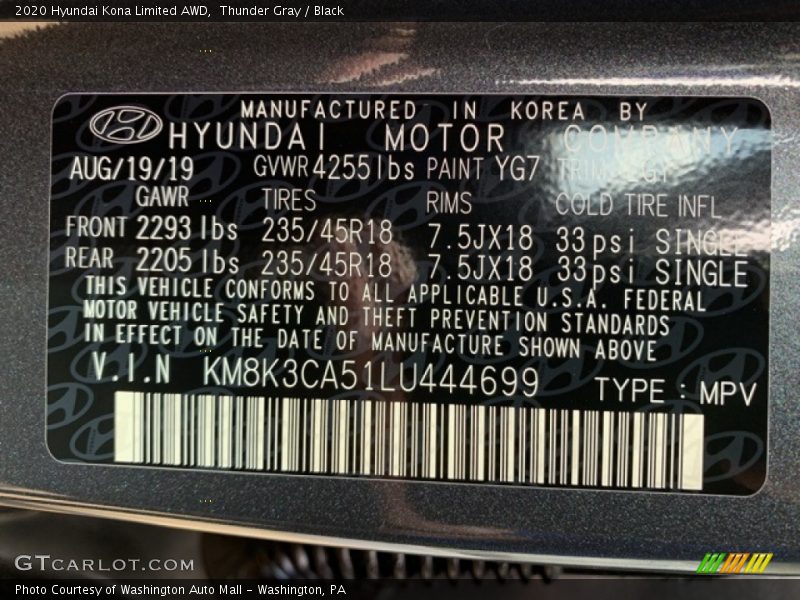 2020 Hyundai Kona Limited AWD,  Thunder Gray / Black
MANUFACTURED IN KOREA BY
HYUNDAI MOTOR COMPANY
AUG/19/19 GVWR 4255 lbs PAINT YG7 TRIM
GAWR TIRES RIMS COLD TIRE INFL
FRONT 2293 lbs 235/45R18 7.5JX18 33psi SINGLE
REAR 2205 lbs 235/45R18 7.5JX18 33psi SINGLE
THIS VEHICLE CONFORMS TO ALL APPLICABLE U.S.A. FEDERAL
MOTOR VEHICLE SAFETY AND THEFT PREVENTION STANDARDS
IN EFFECT ON THE DATE OF MANUFACTURE SHOWN ABOVE
V.I.N KM8K3CA51LU444699 TYPE : MPV
GTCARLOT.COM
Photo Courtesy of Washington Auto Mall - Washington, PA